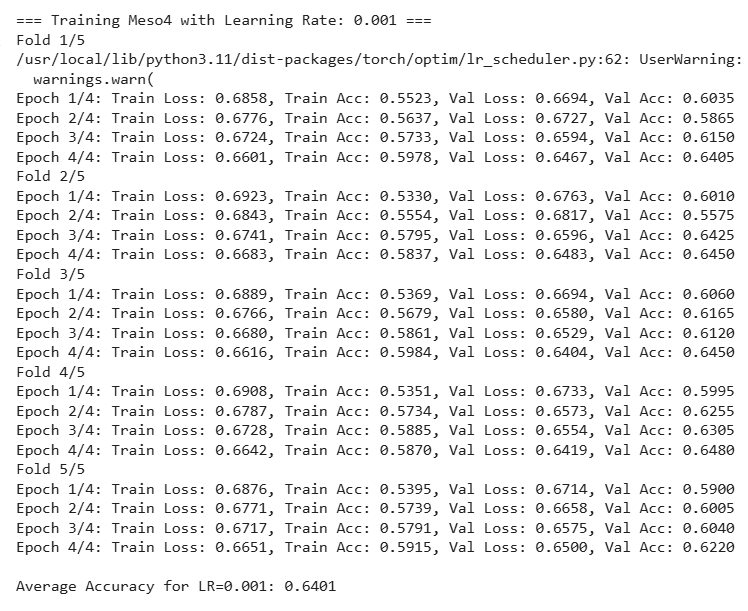 === Training Meso4 with Learning Rate: 0.001 ===
Fold 1/5
/usr/local/lib/python3.11/dist-packages/torch/optim/lr_scheduler.py:62: UserWarning:
  warnings.warn(
Epoch 1/4: Train Loss: 0.6858, Train Acc: 0.5523, Val Loss: 0.6694, Val Acc: 0.6035
Epoch 2/4: Train Loss: 0.6776, Train Acc: 0.5637, Val Loss: 0.6727, Val Acc: 0.5865
Epoch 3/4: Train Loss: 0.6724, Train Acc: 0.5733, Val Loss: 0.6594, Val Acc: 0.6150
Epoch 4/4: Train Loss: 0.6601, Train Acc: 0.5978, Val Loss: 0.6467, Val Acc: 0.6405
Fold 2/5
Epoch 1/4: Train Loss: 0.6923, Train Acc: 0.5330, Val Loss: 0.6763, Val Acc: 0.6010
Epoch 2/4: Train Loss: 0.6843, Train Acc: 0.5554, Val Loss: 0.6817, Val Acc: 0.5575
Epoch 3/4: Train Loss: 0.6741, Train Acc: 0.5795, Val Loss: 0.6596, Val Acc: 0.6425
Epoch 4/4: Train Loss: 0.6683, Train Acc: 0.5837, Val Loss: 0.6483, Val Acc: 0.6450
Fold 3/5
Epoch 1/4: Train Loss: 0.6889, Train Acc: 0.5369, Val Loss: 0.6694, Val Acc: 0.6060
Epoch 2/4: Train Loss: 0.6766, Train Acc: 0.5679, Val Loss: 0.6580, Val Acc: 0.6165
Epoch 3/4: Train Loss: 0.6680, Train Acc: 0.5861, Val Loss: 0.6529, Val Acc: 0.6120
Epoch 4/4: Train Loss: 0.6616, Train Acc: 0.5984, Val Loss: 0.6404, Val Acc: 0.6450
Fold 4/5
Epoch 1/4: Train Loss: 0.6908, Train Acc: 0.5351, Val Loss: 0.6733, Val Acc: 0.5995
Epoch 2/4: Train Loss: 0.6787, Train Acc: 0.5734, Val Loss: 0.6573, Val Acc: 0.6255
Epoch 3/4: Train Loss: 0.6728, Train Acc: 0.5885, Val Loss: 0.6554, Val Acc: 0.6305
Epoch 4/4: Train Loss: 0.6642, Train Acc: 0.5870, Val Loss: 0.6419, Val Acc: 0.6480
Fold 5/5
Epoch 1/4: Train Loss: 0.6876, Train Acc: 0.5395, Val Loss: 0.6714, Val Acc: 0.5900
Epoch 2/4: Train Loss: 0.6771, Train Acc: 0.5739, Val Loss: 0.6658, Val Acc: 0.6005
Epoch 3/4: Train Loss: 0.6717, Train Acc: 0.5791, Val Loss: 0.6575, Val Acc: 0.6040
Epoch 4/4: Train Loss: 0.6651, Train Acc: 0.5915, Val Loss: 0.6500, Val Acc: 0.6220

Average Accuracy for LR=0.001: 0.6401